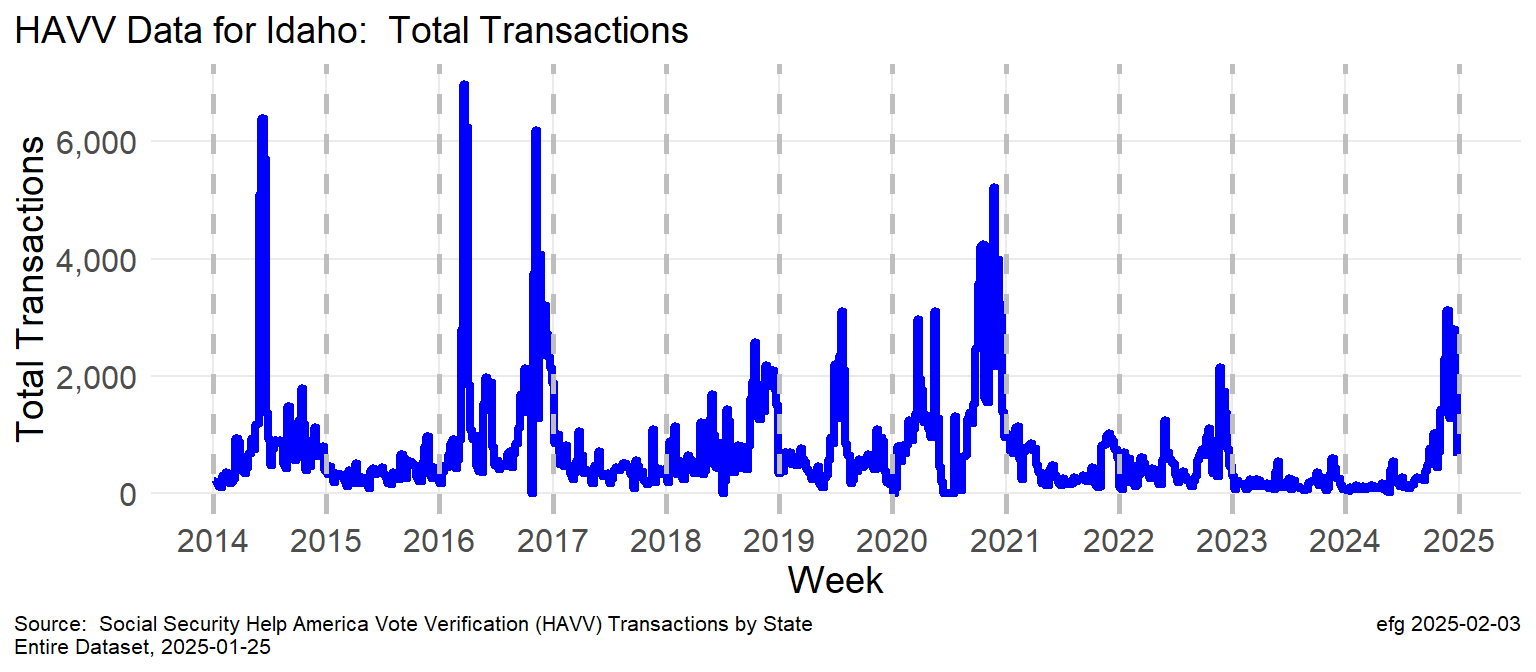 HAVV Data for Idaho:  Total Transactions
Total Transactions
6,000
4,000
2,000
0
2014 2015 2016 2017 2018 2019 2020 2021 2022 2023 2024 2025
Week
Source:  Social Security Help America Vote Verification (HAVV) Transactions by State
Entire Dataset, 2025-01-25
efg 2025-02-03